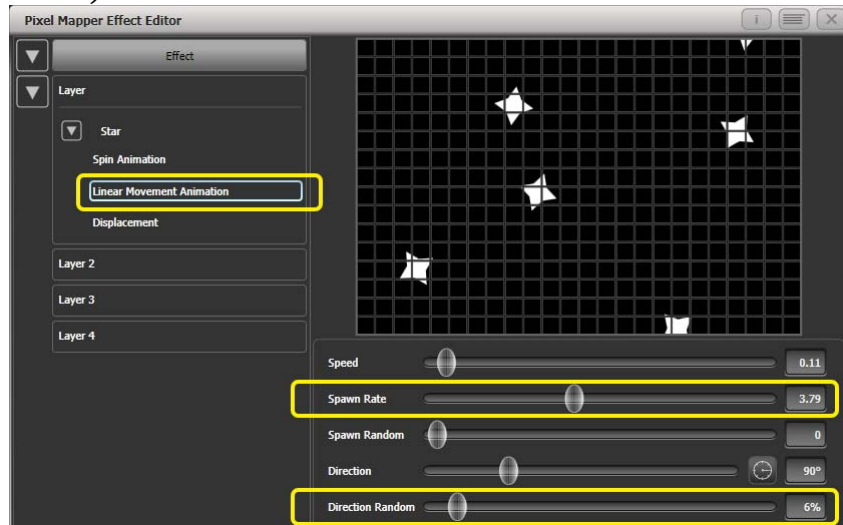 Pixel Mapper Effect Editor
i
Effect
Layer
Star
Spin Animation
Linear Movement Animation
Displacement
Layer 2
Layer 3
Layer 4
Speed 0.11
Spawn Rate 3.79
Spawn Random 0
Direction 90°
Direction Random 6%